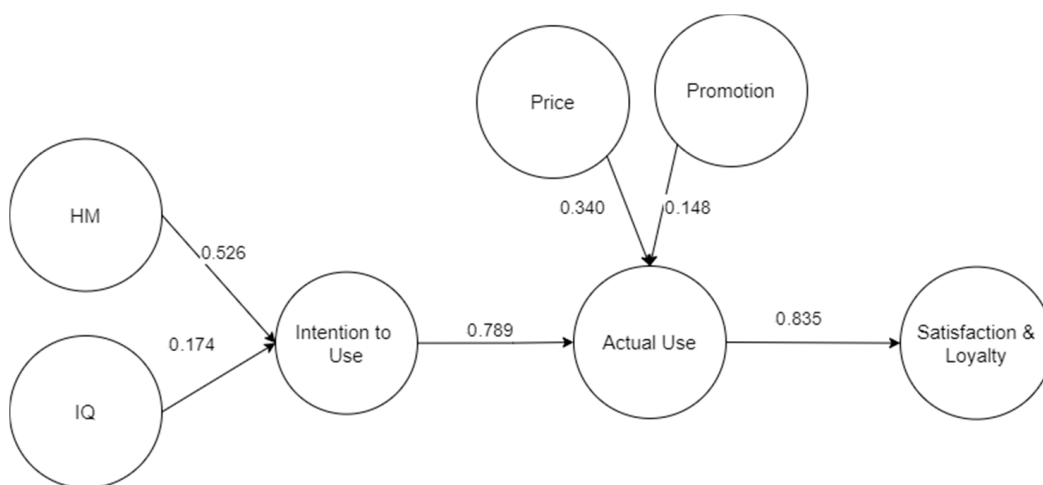 Price
Promotion
HM
0.340
0.148
0.526
Intention to
Use
0.789
Actual Use
0.835
Satisfaction &
Loyalty
0.174
IQ